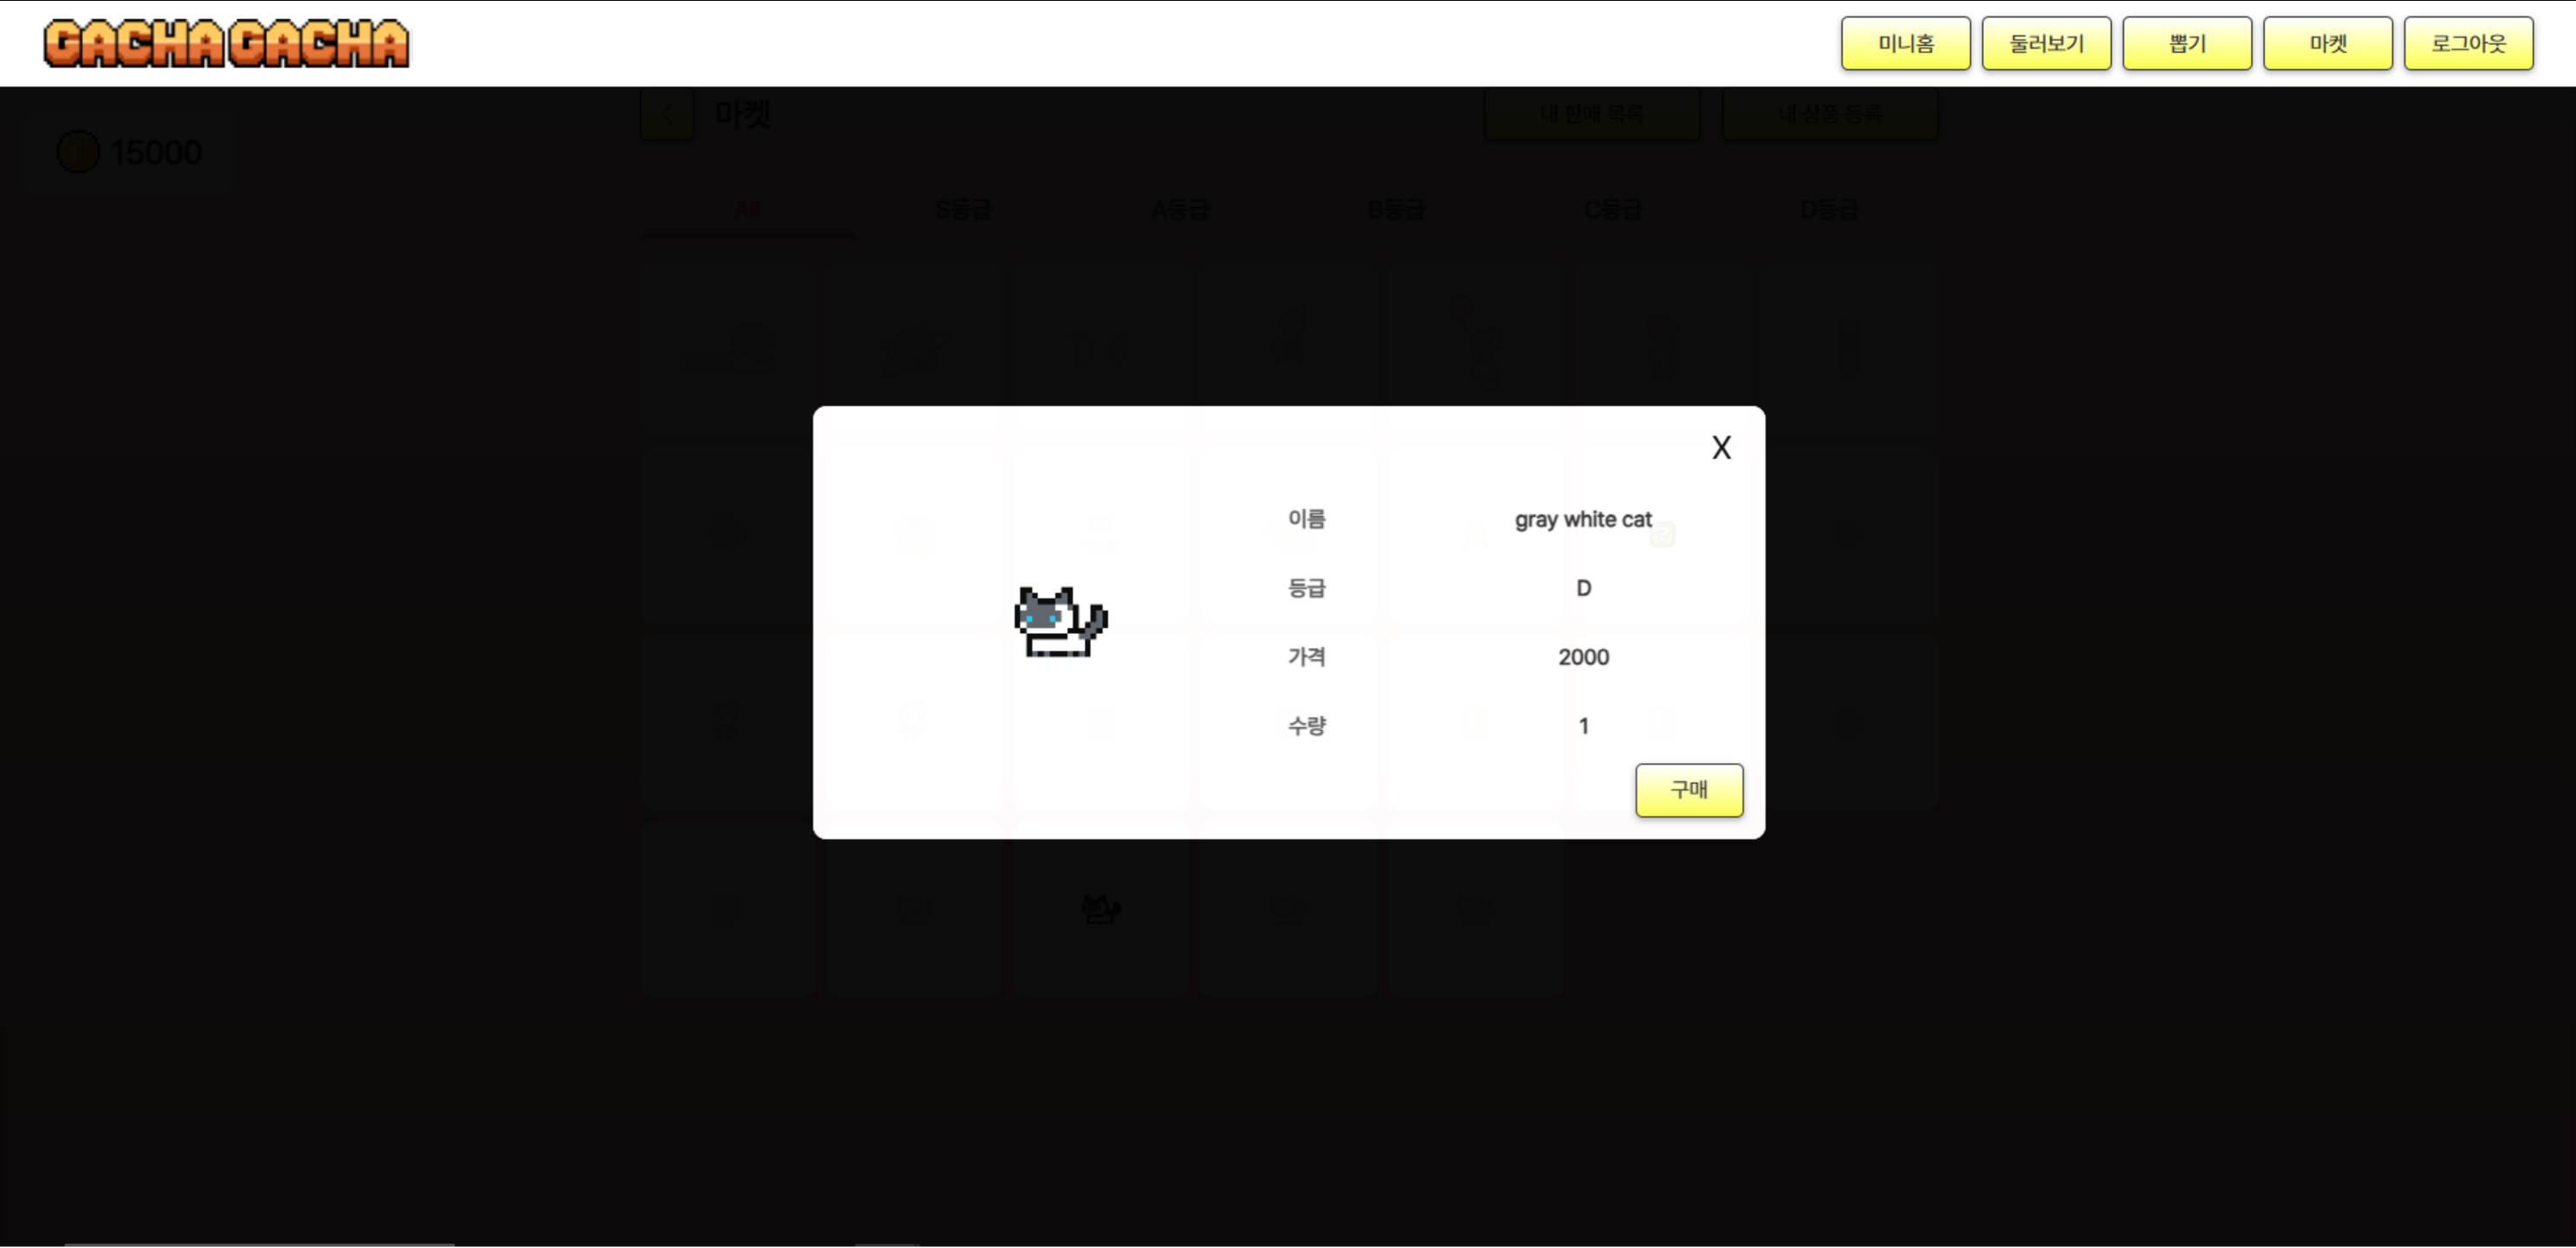 GACHA GACHA
미니홈 둘러보기 뽑기 마켓 로그아웃
< 마켓 내 판매 목록 내 상품 등록
15000
All S등급 A등급 B등급 C등급 D등급
X
이름 gray white cat
등급 D
가격 2000
수량 1
구매